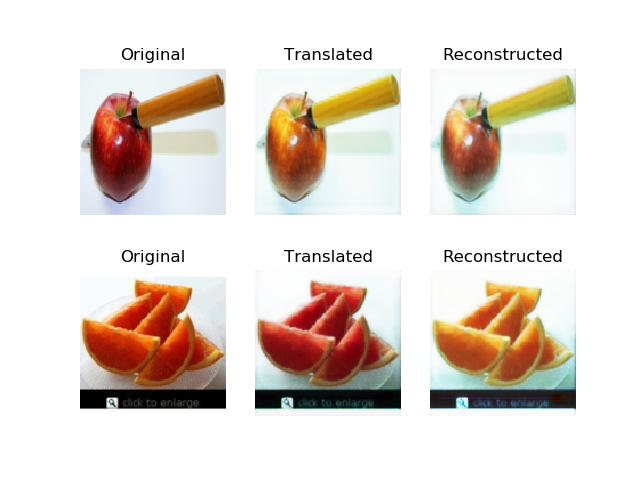 Original Translated Reconstructed
Original Translated Reconstructed
click to enlarge click to enlarge click to enlarge